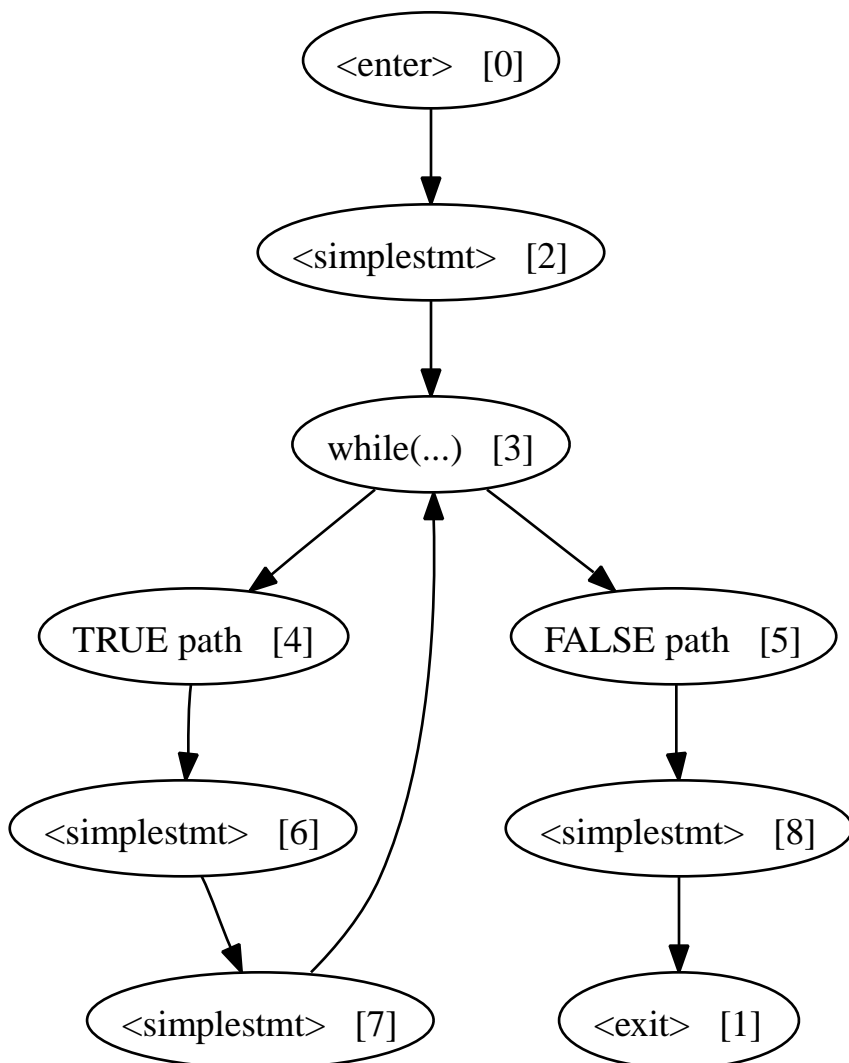 <enter> [0]
<simplestmt> [2]
while(...) [3]
TRUE path [4]
FALSE path [5]
<simplestmt> [6]
<simplestmt> [8]
<simplestmt> [7]
<exit> [1]